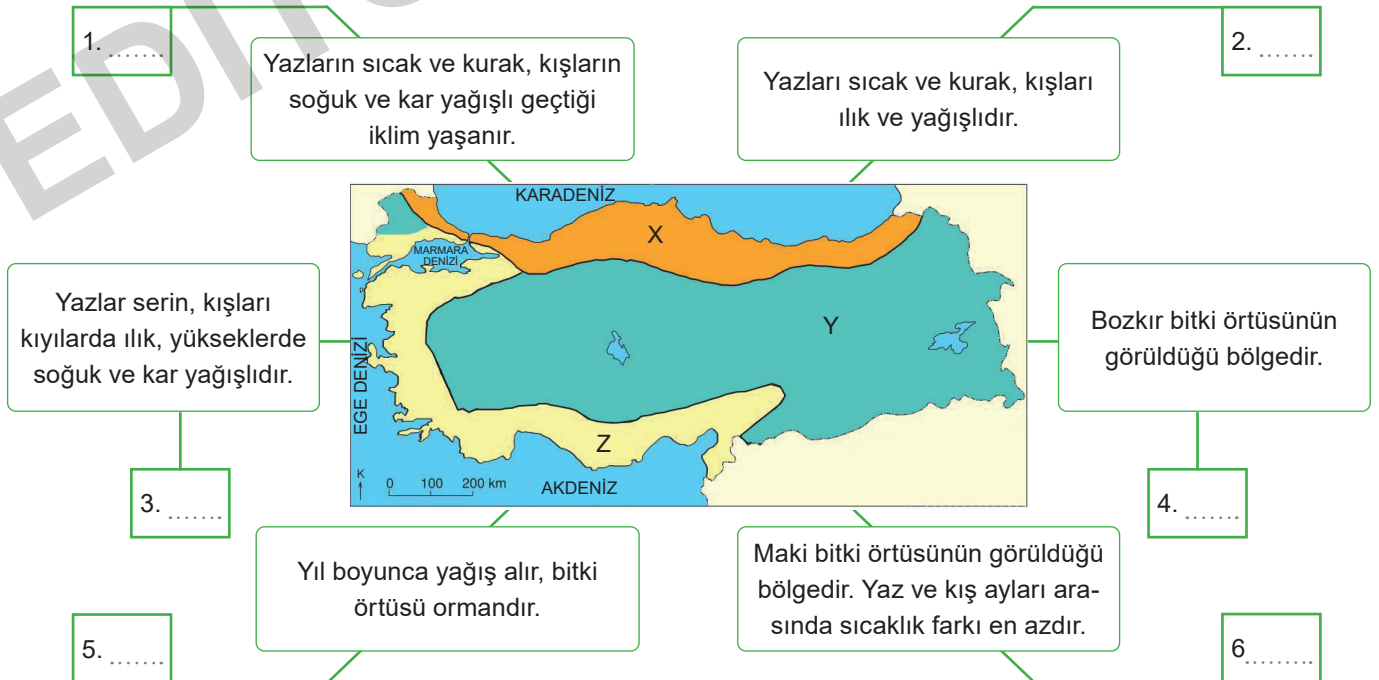 EDİT
1. .......
Yazların sıcak ve kurak, kışların
soğuk ve kar yağışlı geçtiği
iklim yaşanır.
Yazları sıcak ve kurak, kışları
ılık ve yağışlıdır.
2. .......
KARADENİZ
X
MARMARA
DENİZİ
Yazlar serin, kışları
kıyılarda ılık, yükseklerde
soğuk ve kar yağışlıdır.
EGE DENİZİ
Y
Bozkır bitki örtüsünün
görüldüğü bölgedir.
Z
K
0 100 200 km
AKDENİZ
3. .......
4. .......
Yıl boyunca yağış alır, bitki
örtüsü ormandır.
Maki bitki örtüsünün görüldüğü
bölgedir. Yaz ve kış ayları ara-
sında sıcaklık farkı en azdır.
5. .......
6........